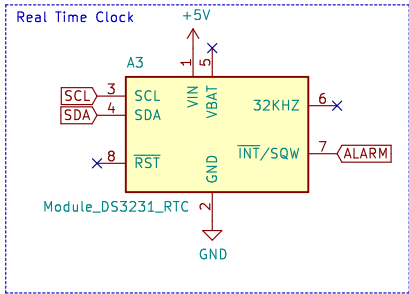 Real Time Clock
+5V
A3
1
5
SCL
3
SCL
VIN
VBAT
32KHZ
6
SDA
4
SDA
INT/SQW
7
ALARM
8
RST
GND
Module_DS3231_RTC
2
GND